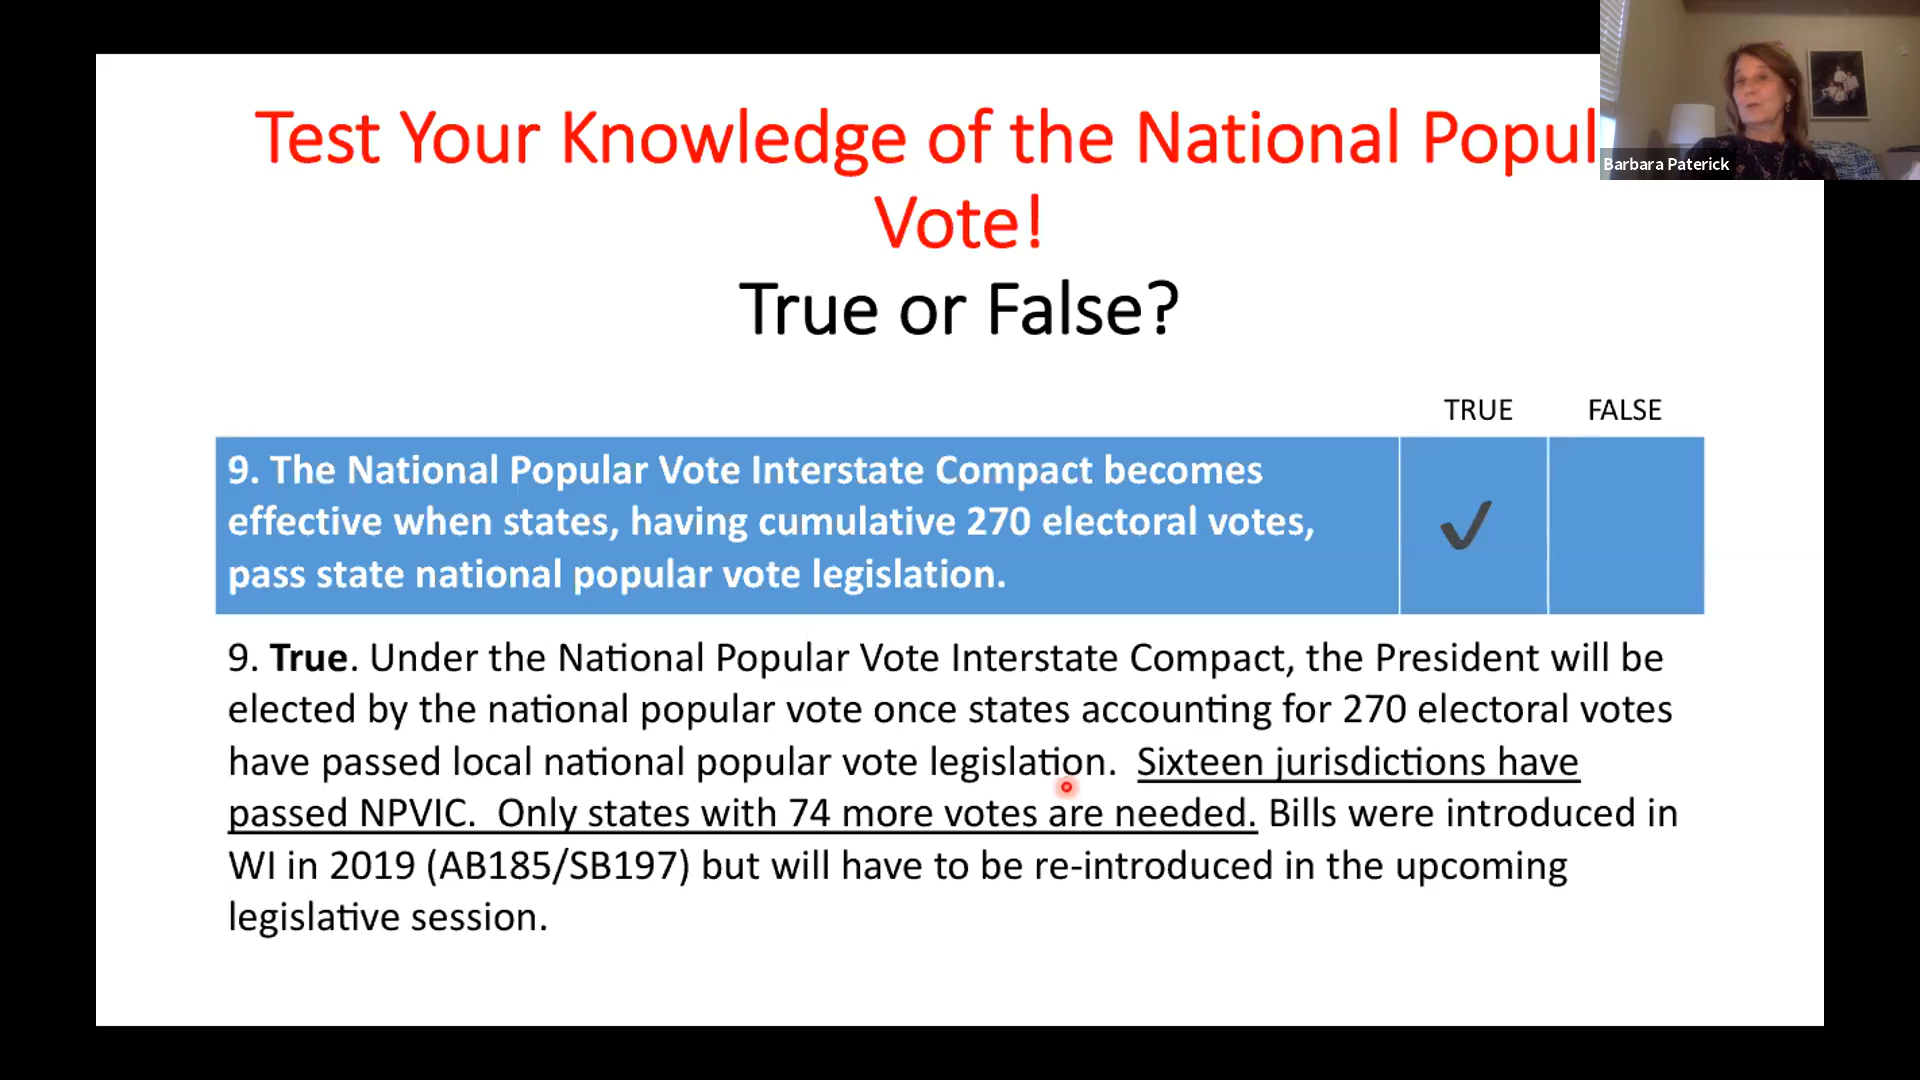 Test Your Knowledge of the National Popul
Vote!
True or False?
Barbara Paterick
TRUE FALSE
9. The National Popular Vote Interstate Compact becomes
effective when states, having cumulative 270 electoral votes,
pass state national popular vote legislation.
9. True. Under the National Popular Vote Interstate Compact, the President will be
elected by the national popular vote once states accounting for 270 electoral votes
have passed local national popular vote legislation. Sixteen jurisdictions have
passed NPVIC. Only states with 74 more votes are needed. Bills were introduced in
WI in 2019 (AB185/SB197) but will have to be re-introduced in the upcoming
legislative session.